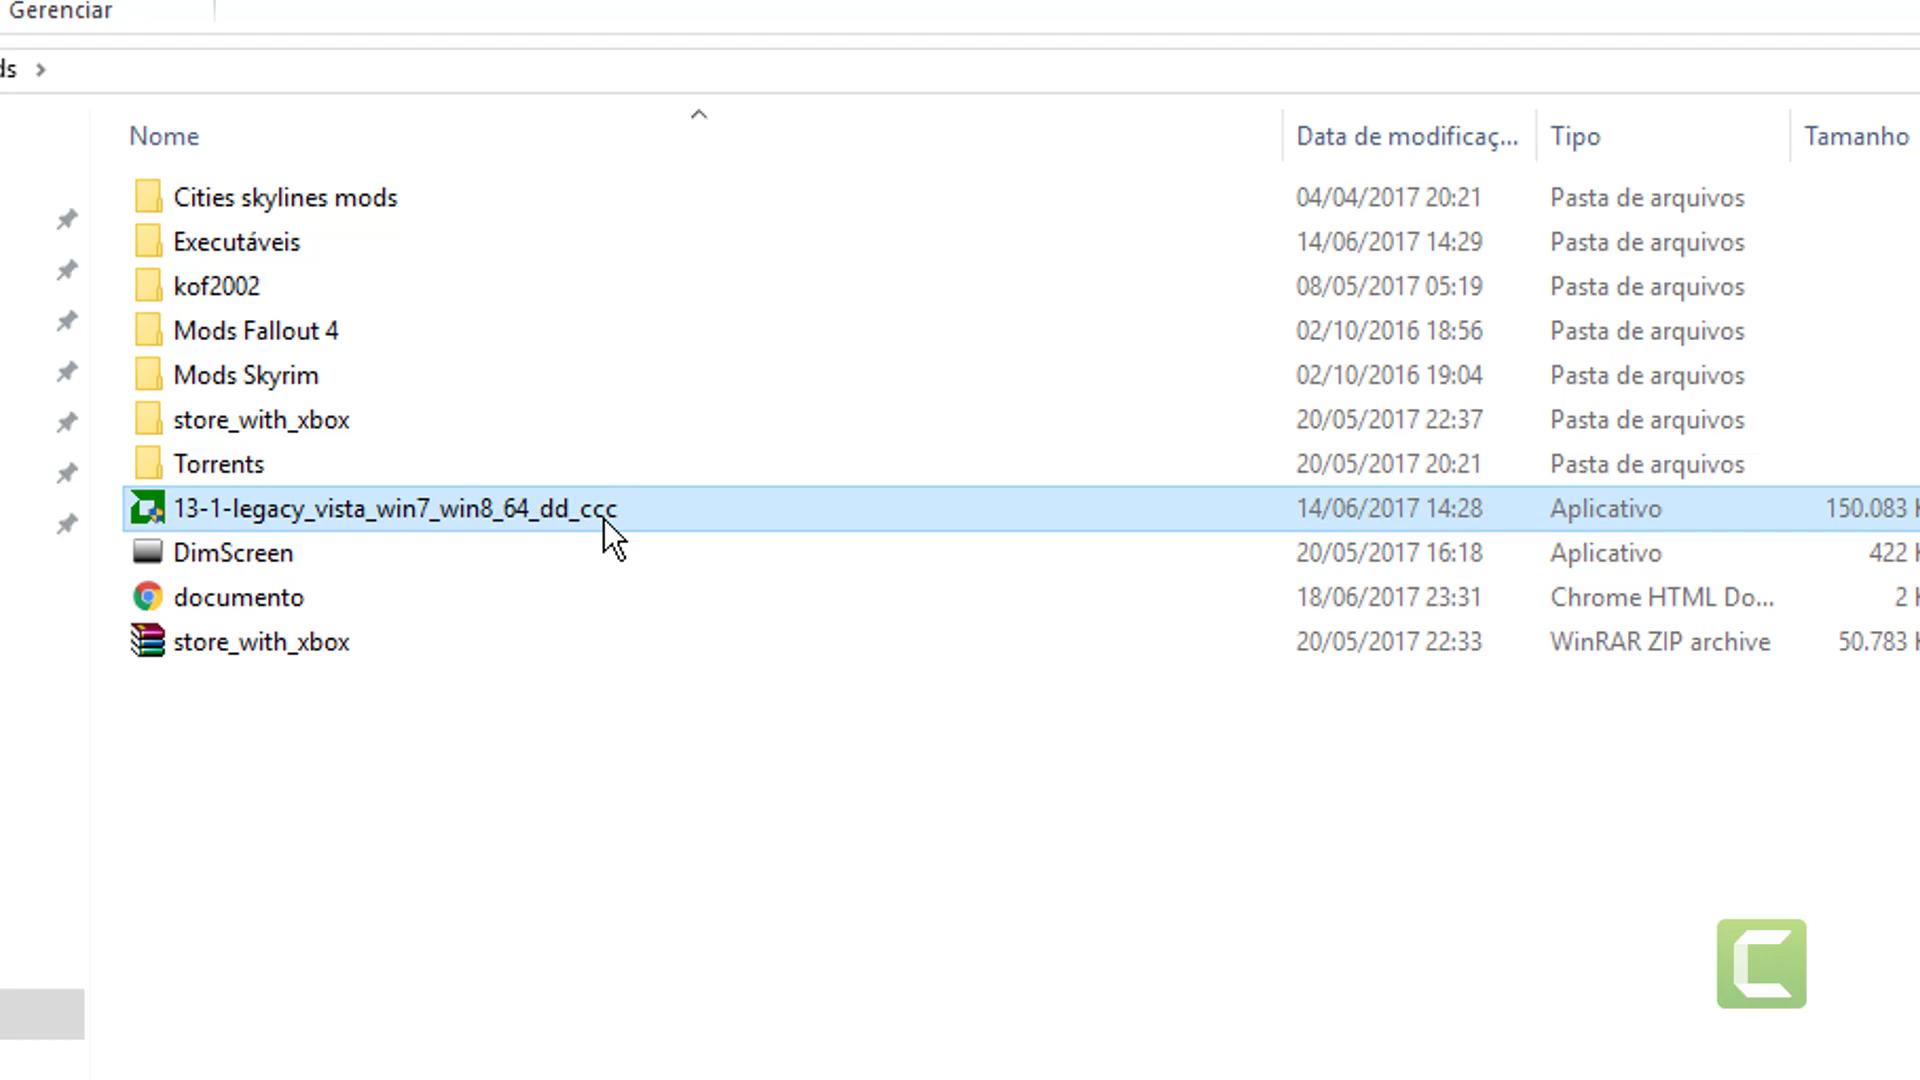 Gerenciar
ds
Nome Data de modificaç... Tipo Tamanho
Cities skylines mods 04/04/2017 20:21 Pasta de arquivos
Executáveis 14/06/2017 14:29 Pasta de arquivos
kof2002 08/05/2017 05:19 Pasta de arquivos
Mods Fallout 4 02/10/2016 18:56 Pasta de arquivos
Mods Skyrim 02/10/2016 19:04 Pasta de arquivos
store_with_xbox 20/05/2017 22:37 Pasta de arquivos
Torrents 20/05/2017 20:21 Pasta de arquivos
13-1-legacy_vista_win7_win8_64_dd_ccc 14/06/2017 14:28 Aplicativo 150.083 K
DimScreen 20/05/2017 16:18 Aplicativo 422 K
documento 18/06/2017 23:31 Chrome HTML Do... 2 K
store_with_xbox 20/05/2017 22:33 WinRAR ZIP archive 50.783 K